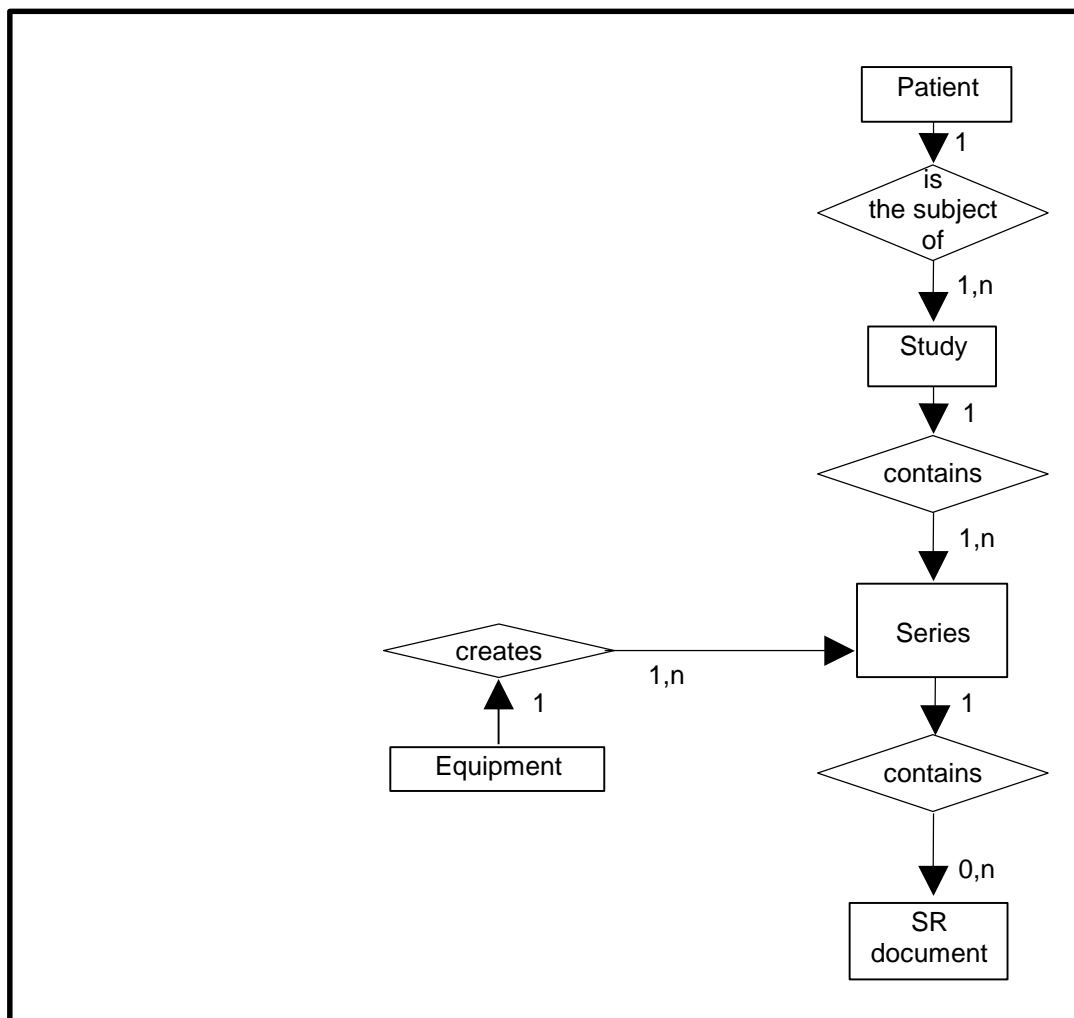 Patient
1
is
the subject
of
1,n
Study
1
contains
1,n
Series
creates
1,n
1
1
Equipment
contains
0,n
SR
document